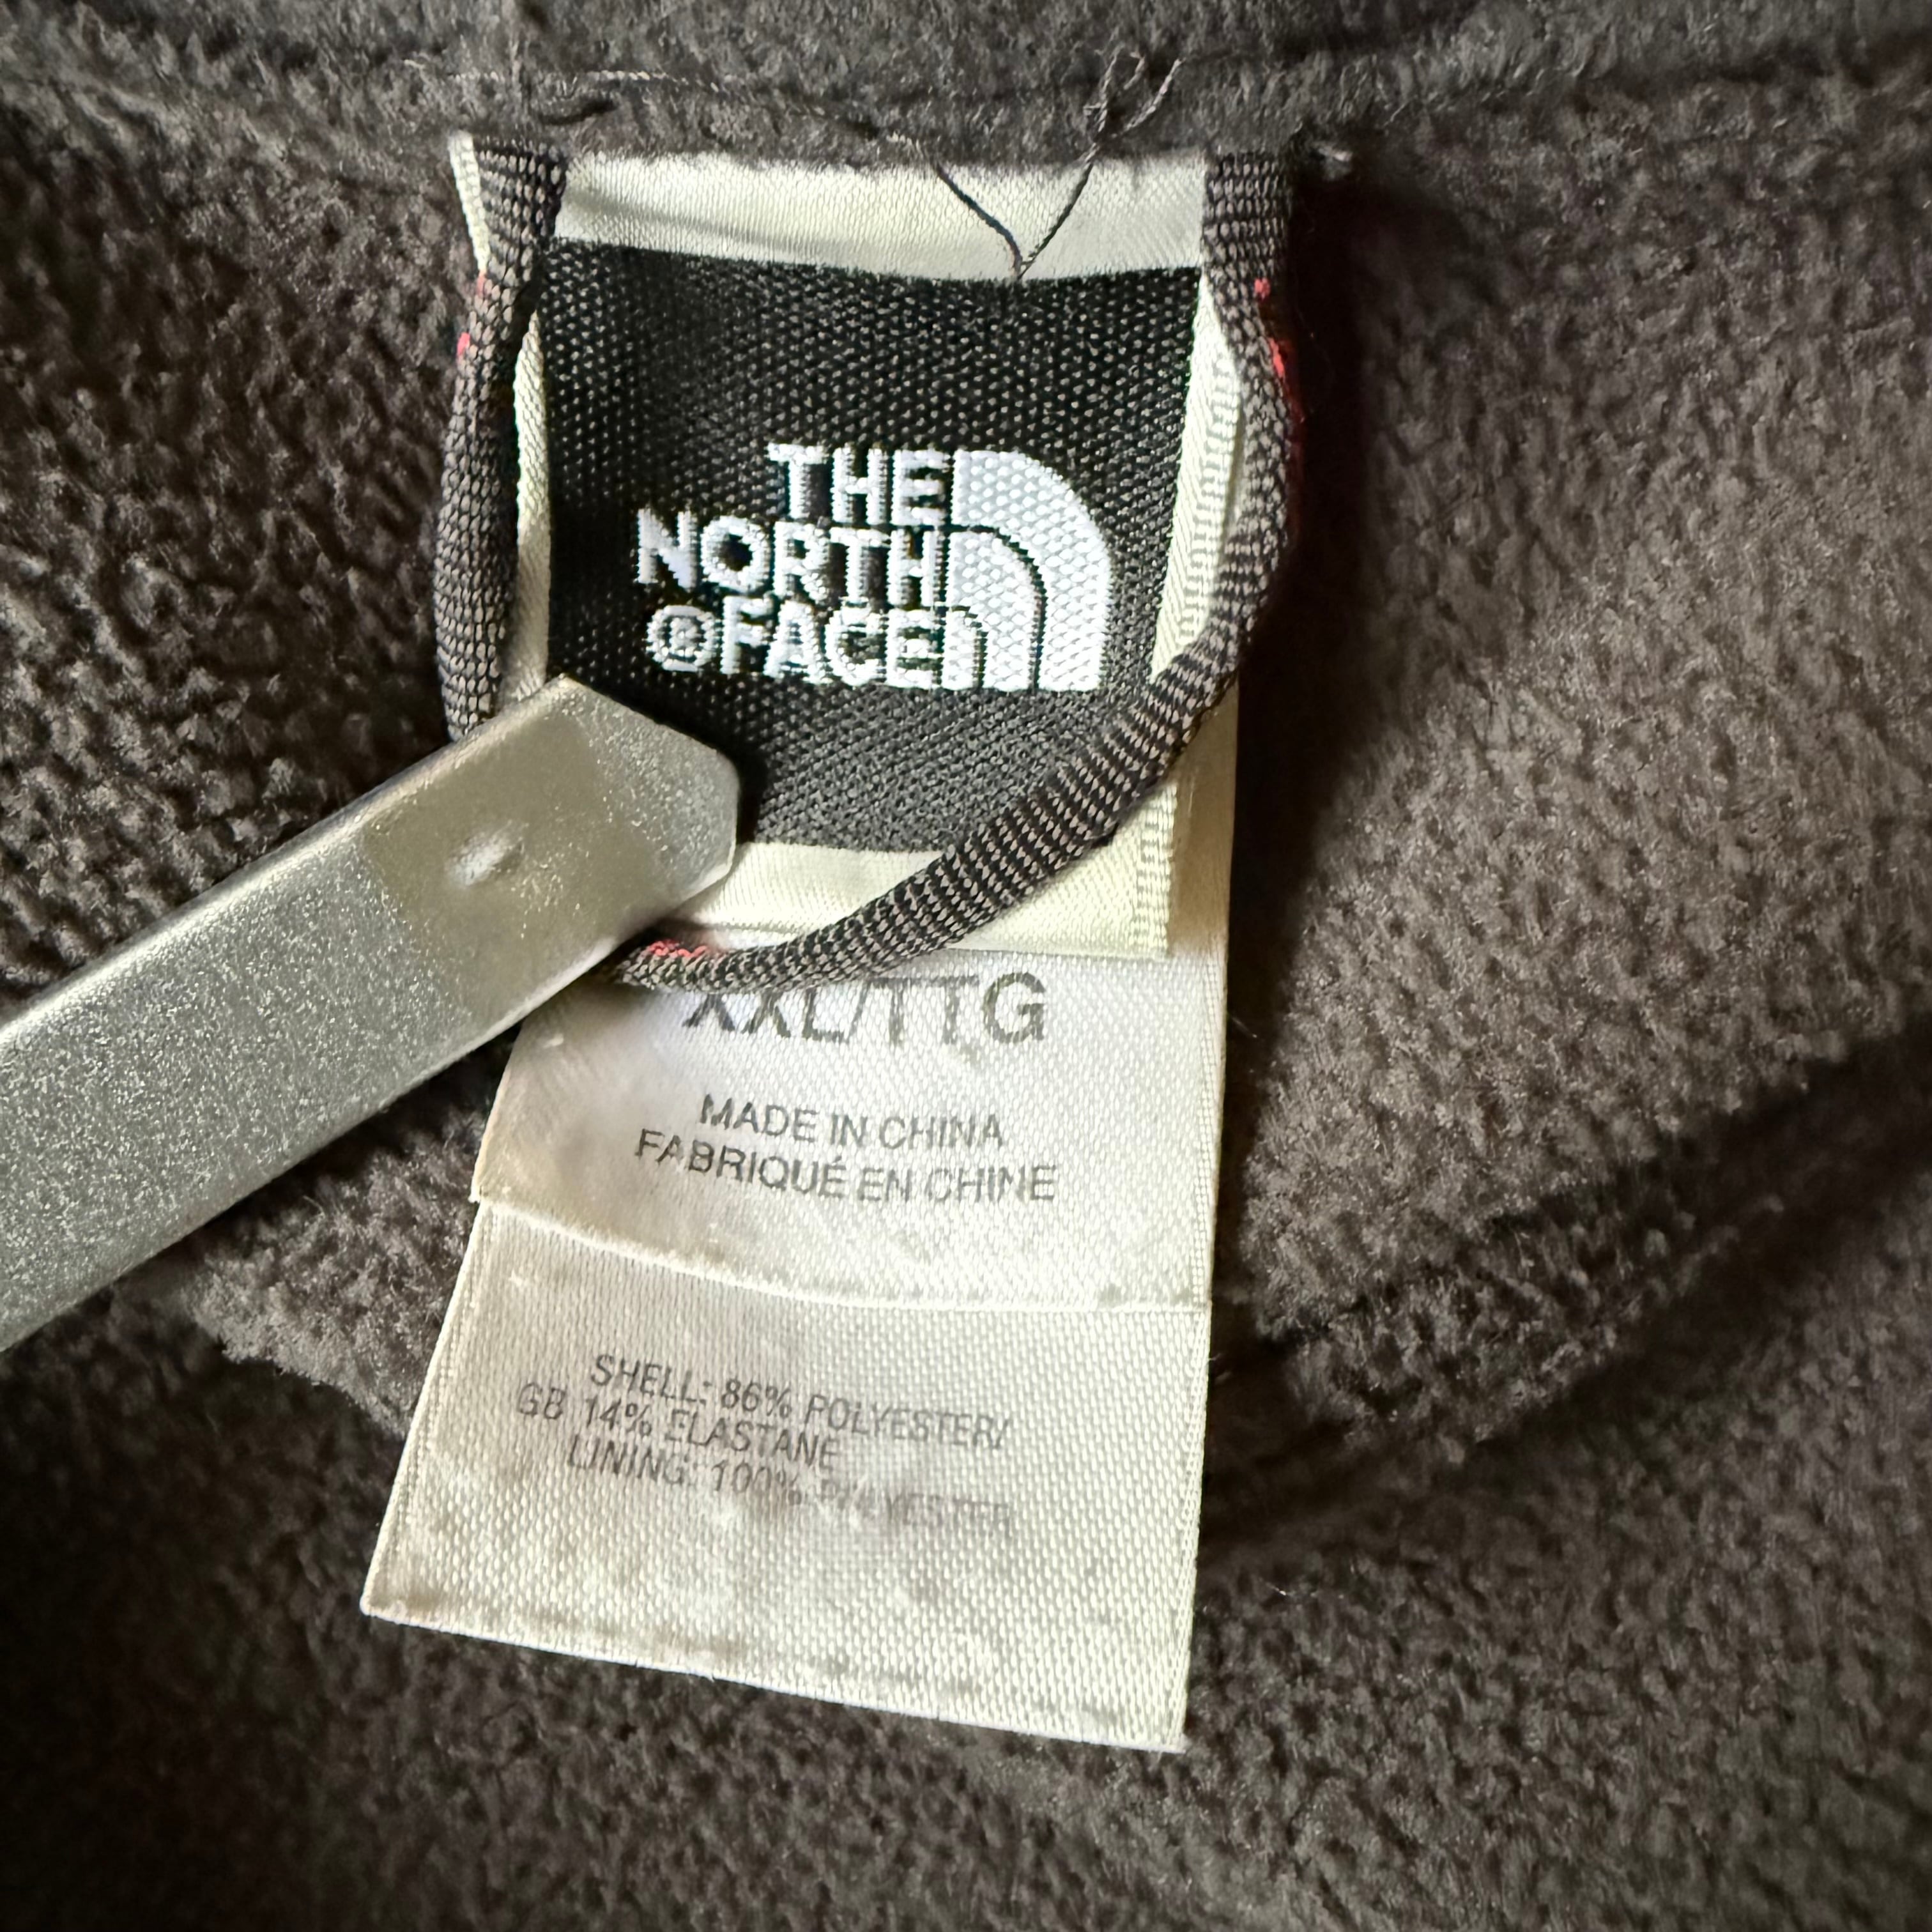 THE
NORTH
FACE
XXL/TTG
MADE IN CHINA
FABRIQUÉ EN CHINE
SHELL: 86% POLYESTER/
GB 14% ELASTANE
LINING: 100% POLYESTER